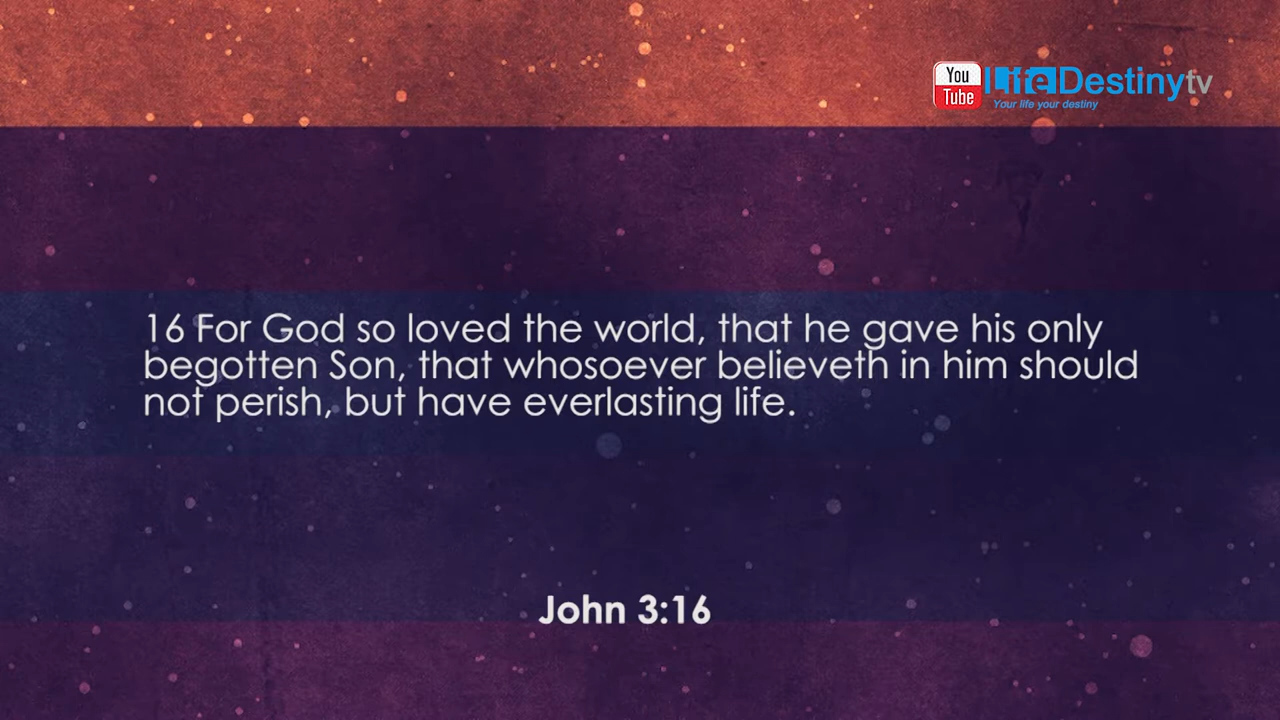 You
Tube
LifeDestinytv
Your life your destiny
16 For God so loved the world, that he gave his only
begotten Son, that whosoever believeth in him should
not perish, but have everlasting life.
John 3:16